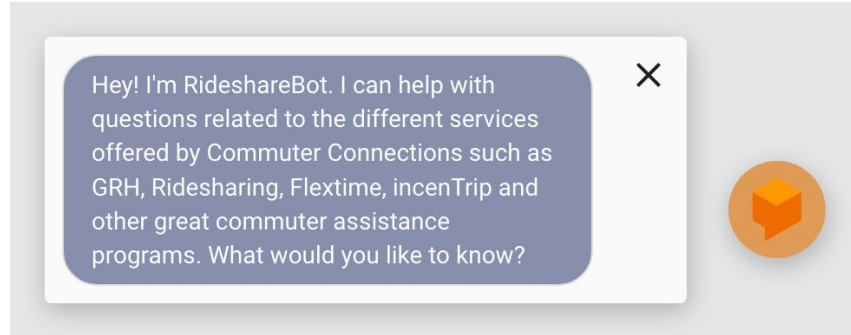 Hey! I'm RideshareBot. I can help with
questions related to the different services
offered by Commuter Connections such as
GRH, Ridesharing, Flextime, incenTrip and
other great commuter assistance
programs. What would you like to know?